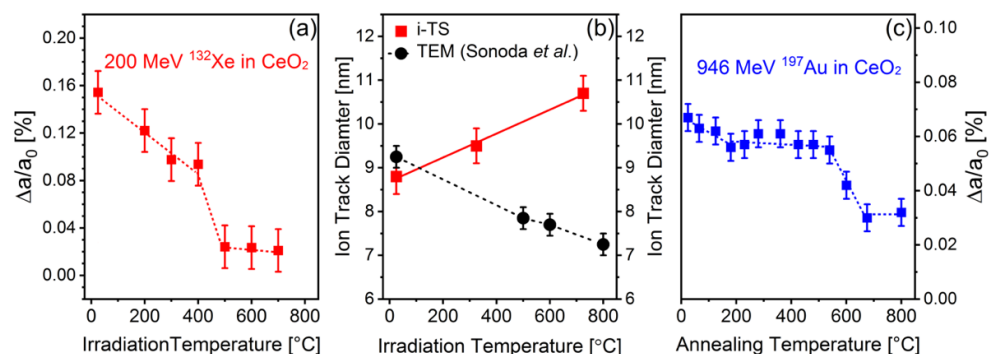 (a)
200 MeV ¹³²Xe in CeO₂
Δa/a₀ [%]
0.20
0.16
0.12
0.08
0.04
0.00
0 200 400 600 800
IrradiationTemperature [°C]
i-TS
TEM (Sonoda et al.)
(b)
Ion Track Diamter [nm]
12
11
10
9
8
7
6
0 200 400 600 800
Irradiation Temperature [°C]
12
11
10
9
8
7
6
Ion Track Diamter [nm]
(c)
946 MeV ¹⁹⁷Au in CeO₂
0 200 400 600 800
Annealing Temperature [°C]
0.10
0.08
0.06
0.04
0.02
0.00
Δa/a₀ [%]